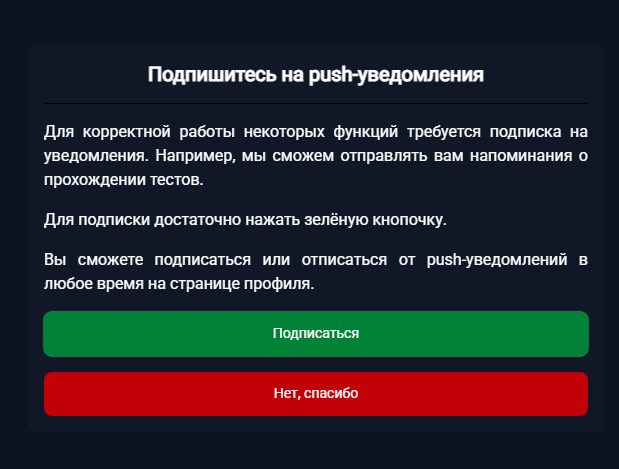 Подпишитесь на push-уведомления
Для корректной работы некоторых функций требуется подписка на
уведомления. Например, мы сможем отправлять вам напоминания о
прохождении тестов.
Для подписки достаточно нажать зелёную кнопочку.
Вы сможете подписаться или отписаться от push-уведомлений в
любое время на странице профиля.
Подписаться
Нет, спасибо